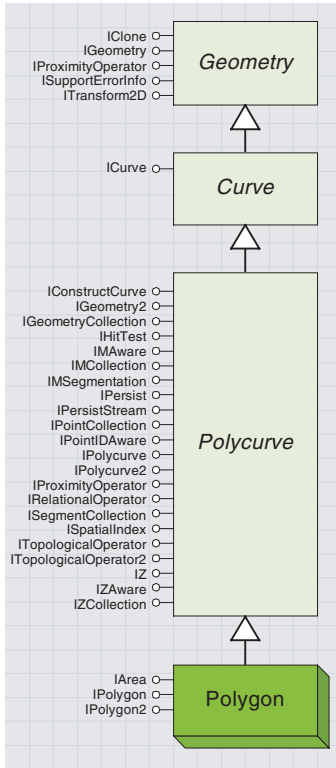 IClone
IGeometry
IProximityOperator
ISupportErrorInfo
ITransform2D
Geometry
ICurve
Curve
IConstructCurve
IGeometry2
IGeometryCollection
IHitTest
IMAware
IMCollection
IMSegmentation
IPersist
IPersistStream
IPointCollection
IPointIDAware
IPolycurve
IPolycurve2
IProximityOperator
IRelationalOperator
ISegmentCollection
ISpatialIndex
ITopologicalOperator
ITopologicalOperator2
IZ
IZAware
IZCollection
Polycurve
IArea
IPolygon
IPolygon2
Polygon